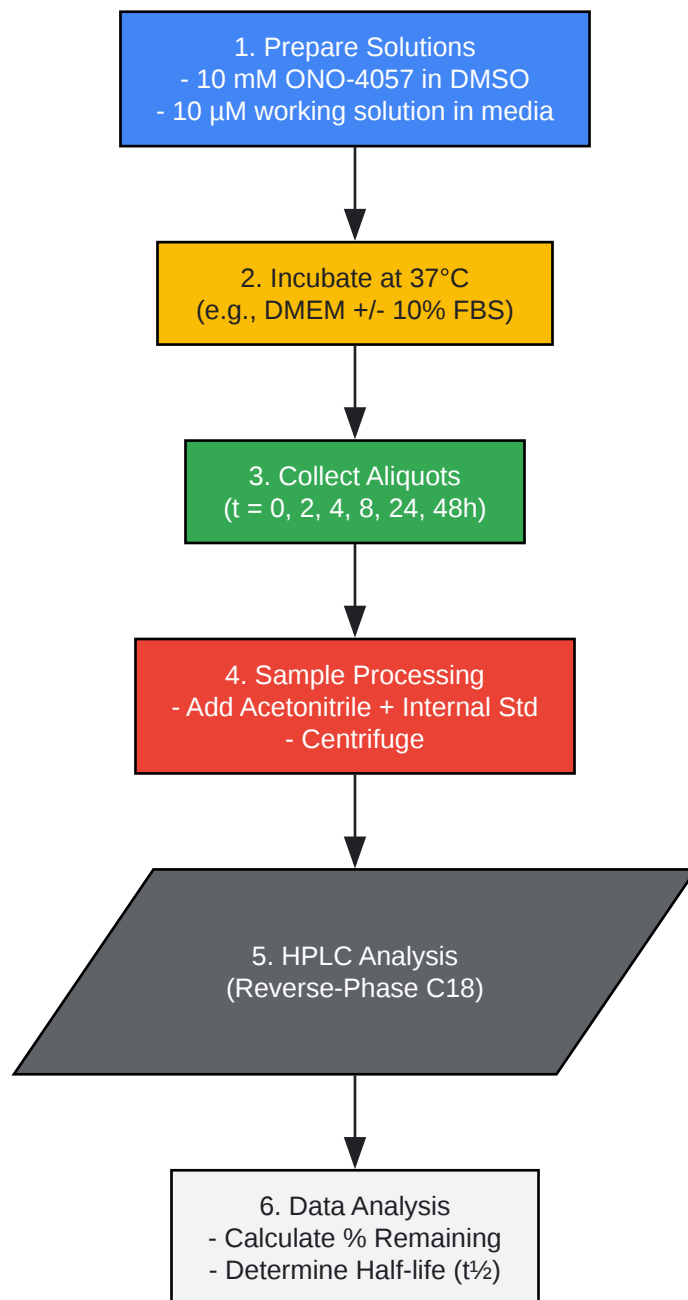 1. Prepare Solutions
- 10 mM ONO-4057 in DMSO
- 10 µM working solution in media
2. Incubate at 37°C
(e.g., DMEM +/- 10% FBS)
3. Collect Aliquots
(t = 0, 2, 4, 8, 24, 48h)
4. Sample Processing
- Add Acetonitrile + Internal Std
- Centrifuge
5. HPLC Analysis
(Reverse-Phase C18)
6. Data Analysis
- Calculate % Remaining
- Determine Half-life (t½)